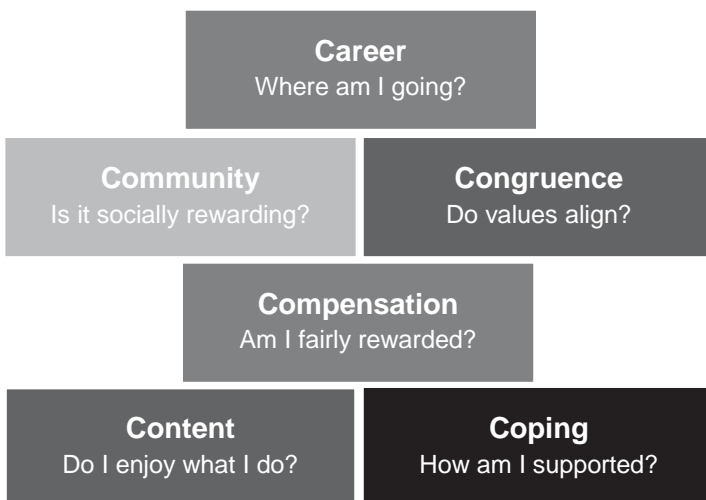 Career
Where am I going?
Community
Is it socially rewarding?
Congruence
Do values align?
Compensation
Am I fairly rewarded?
Content
Do I enjoy what I do?
Coping
How am I supported?